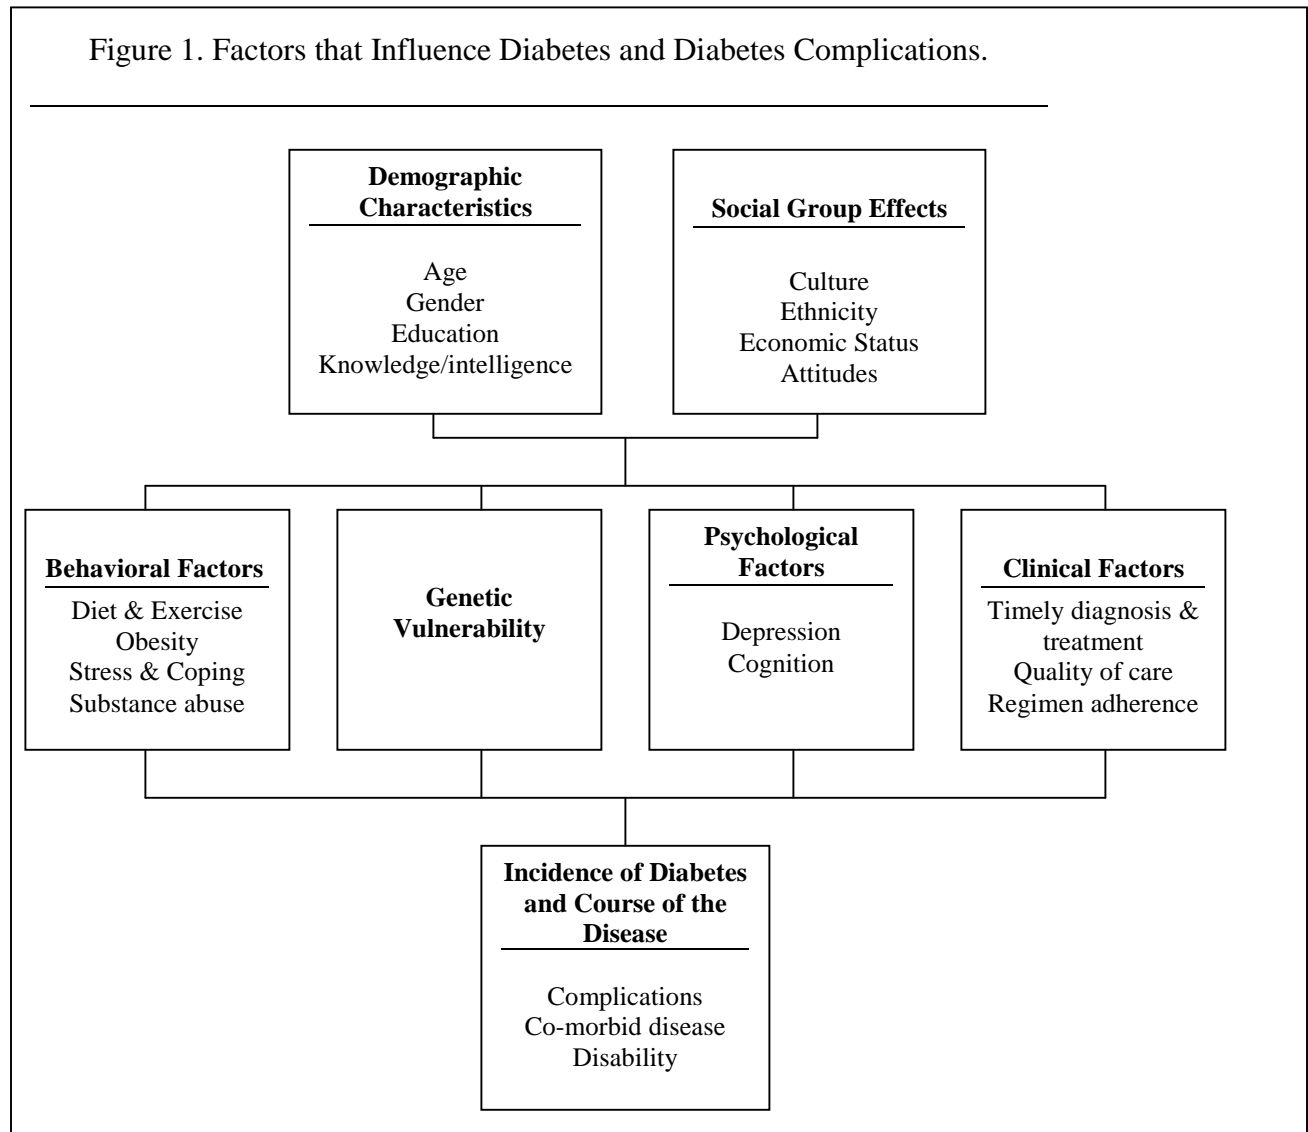 Figure 1. Factors that Influence Diabetes and Diabetes Complications.
Demographic
Characteristics
Age
Gender
Education
Knowledge/intelligence
Social Group Effects
Culture
Ethnicity
Economic Status
Attitudes
Behavioral Factors
Diet & Exercise
Obesity
Stress & Coping
Substance abuse
Genetic
Vulnerability
Psychological
Factors
Depression
Cognition
Clinical Factors
Timely diagnosis &
treatment
Quality of care
Regimen adherence
Incidence of Diabetes
and Course of the
Disease
Complications
Co-morbid disease
Disability